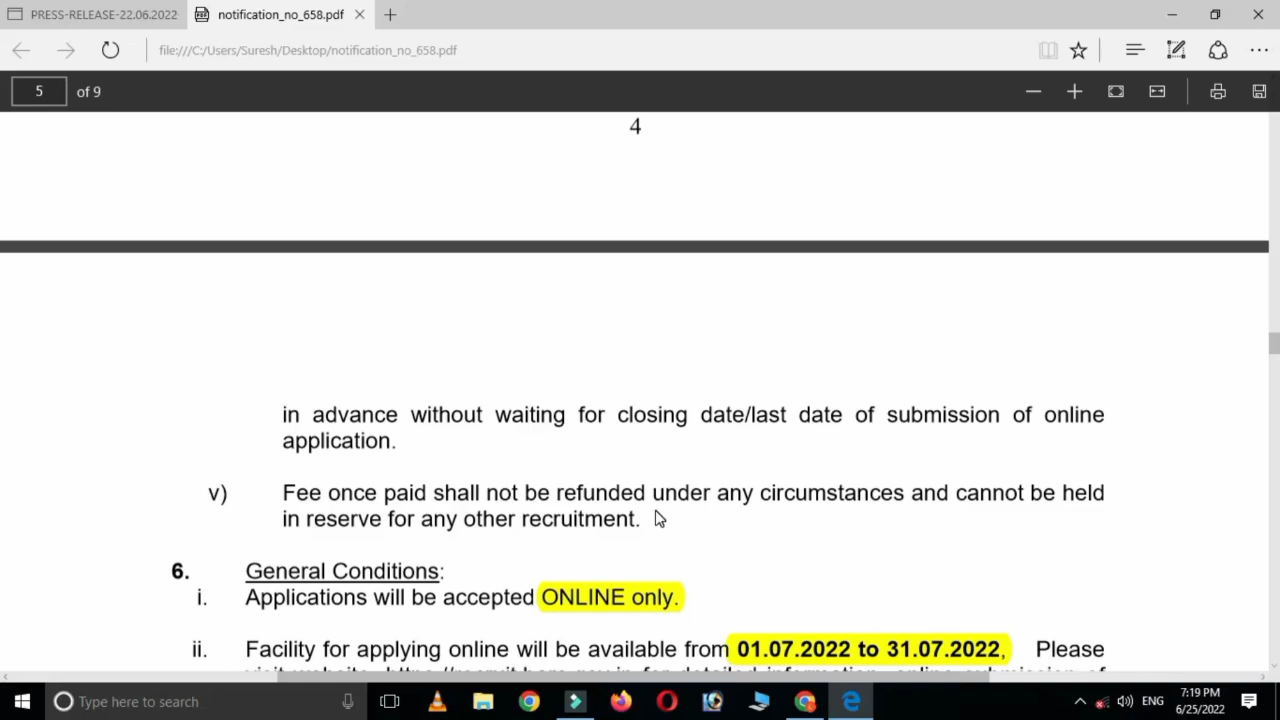 PRESS-RELEASE-22.06.2022
notification_no_658.pdf
file:///C:/Users/Suresh/Desktop/notification_no_658.pdf
5 of 9
4
in advance without waiting for closing date/last date of submission of online
application.
v) Fee once paid shall not be refunded under any circumstances and cannot be held
in reserve for any other recruitment.
6. General Conditions:
i. Applications will be accepted ONLINE only.
ii. Facility for applying online will be available from 01.07.2022 to 31.07.2022, Please
Type here to search
ENG
7:19 PM
6/25/2022